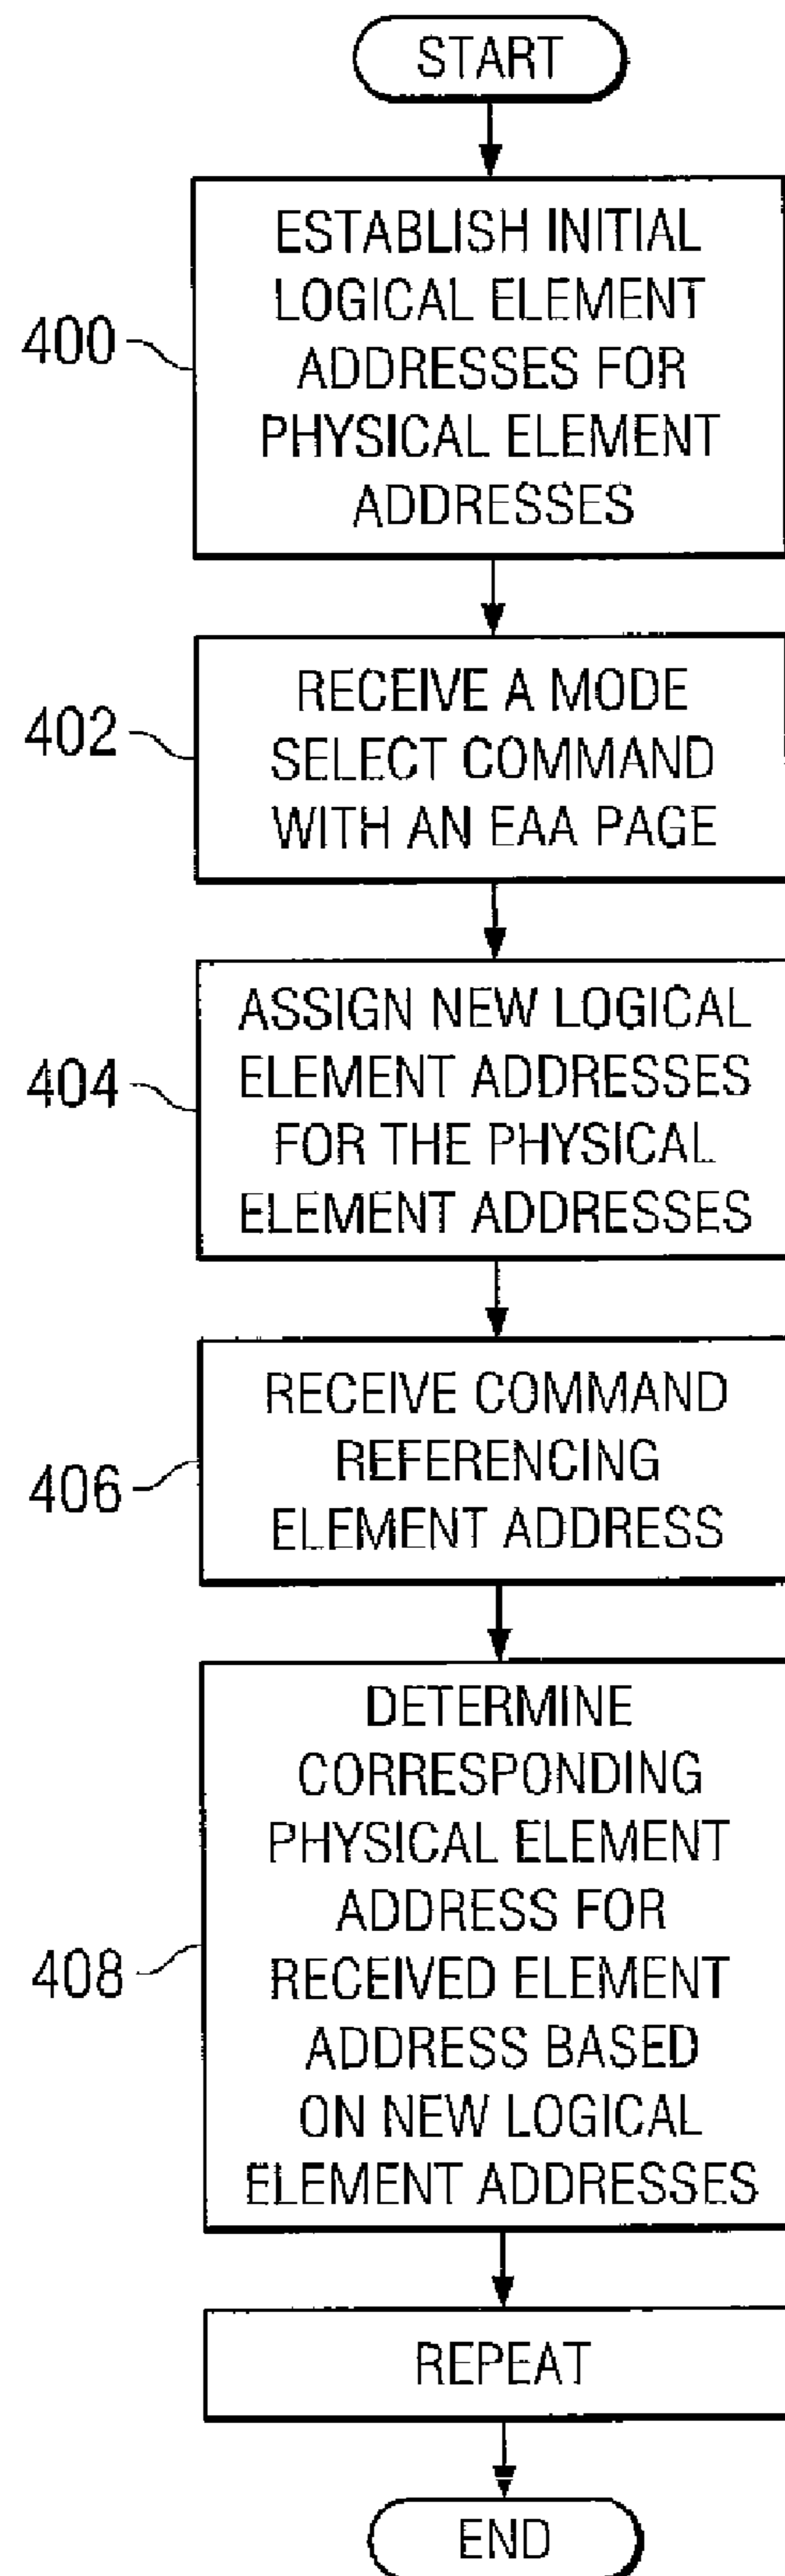 START
400
ESTABLISH INITIAL
LOGICAL ELEMENT
ADDRESSES FOR
PHYSICAL ELEMENT
ADDRESSES
402
RECEIVE A MODE
SELECT COMMAND
WITH AN EAA PAGE
404
ASSIGN NEW LOGICAL
ELEMENT ADDRESSES
FOR THE PHYSICAL
ELEMENT ADDRESSES
406
RECEIVE COMMAND
REFERENCING
ELEMENT ADDRESS
408
DETERMINE
CORRESPONDING
PHYSICAL ELEMENT
ADDRESS FOR
RECEIVED ELEMENT
ADDRESS BASED
ON NEW LOGICAL
ELEMENT ADDRESSES
REPEAT
END